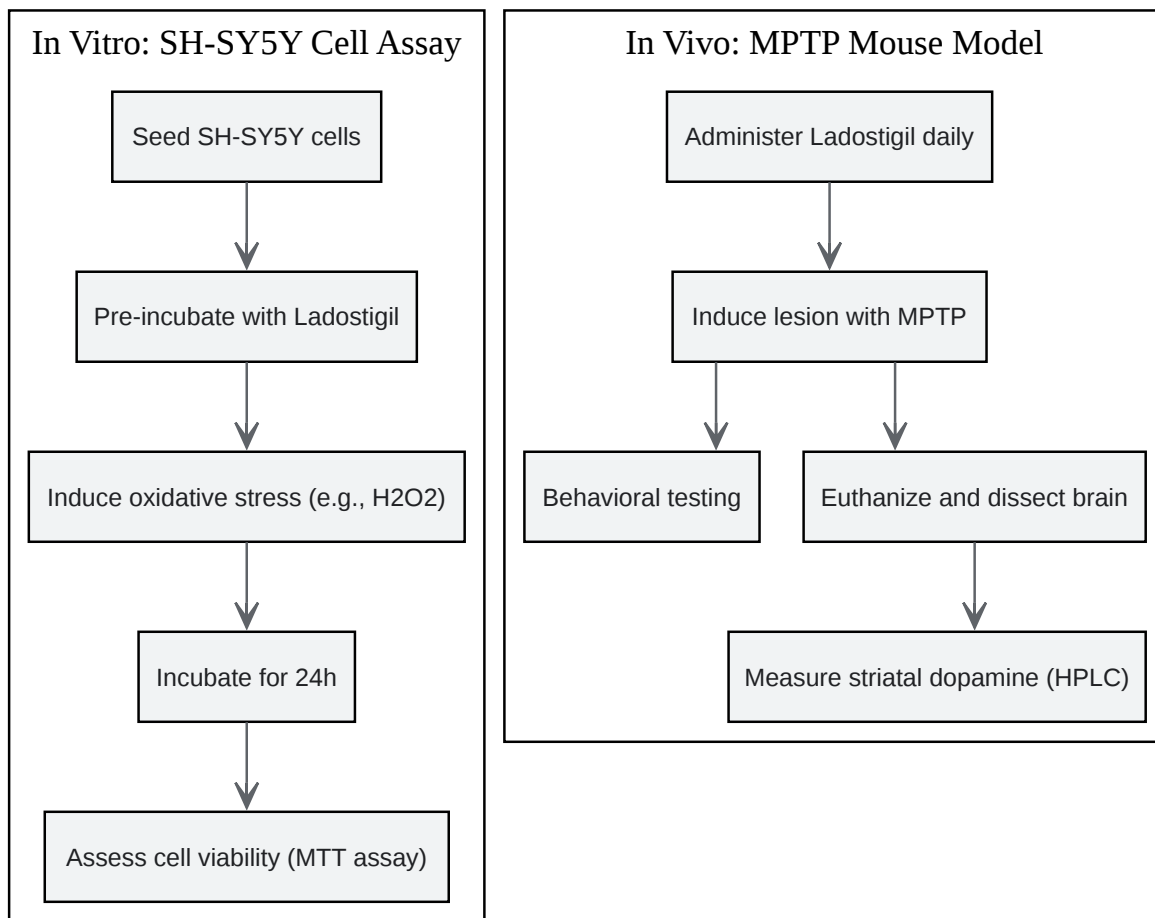 In Vitro: SH-SY5Y Cell Assay
Seed SH-SY5Y cells
Pre-incubate with Ladostigil
Induce oxidative stress (e.g., H2O2)
Incubate for 24h
Assess cell viability (MTT assay)
In Vivo: MPTP Mouse Model
Administer Ladostigil daily
Induce lesion with MPTP
Behavioral testing
Euthanize and dissect brain
Measure striatal dopamine (HPLC)